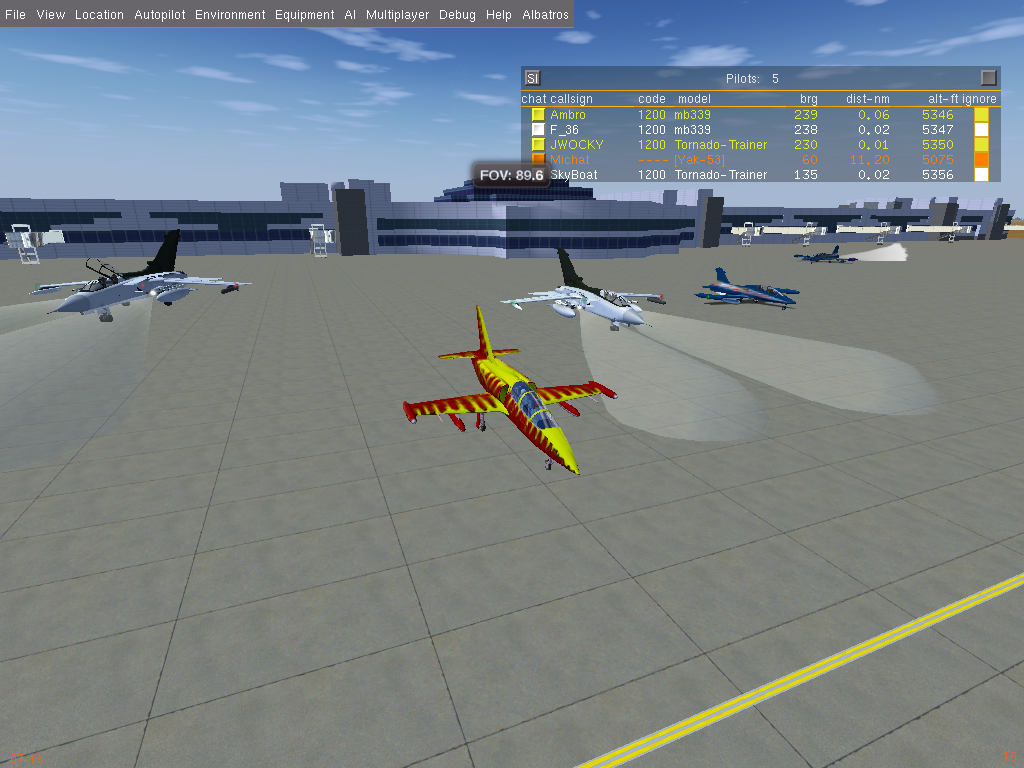 File View Location Autopilot Environment Equipment AI Multiplayer Debug Help Albatros
SI Pilots: 5
chat callsign code model brg dist-nm alt-ft ignore
Ambro 1200 mb339 239 0.06 5346
F_36 1200 mb339 238 0.02 5347
JWOCKY 1200 Tornado-Trainer 230 0.01 5350
Michat ---- [Yak-53] 60 11.20 5075
SkyBoat 1200 Tornado-Trainer 135 0.02 5356
FOV: 89.6